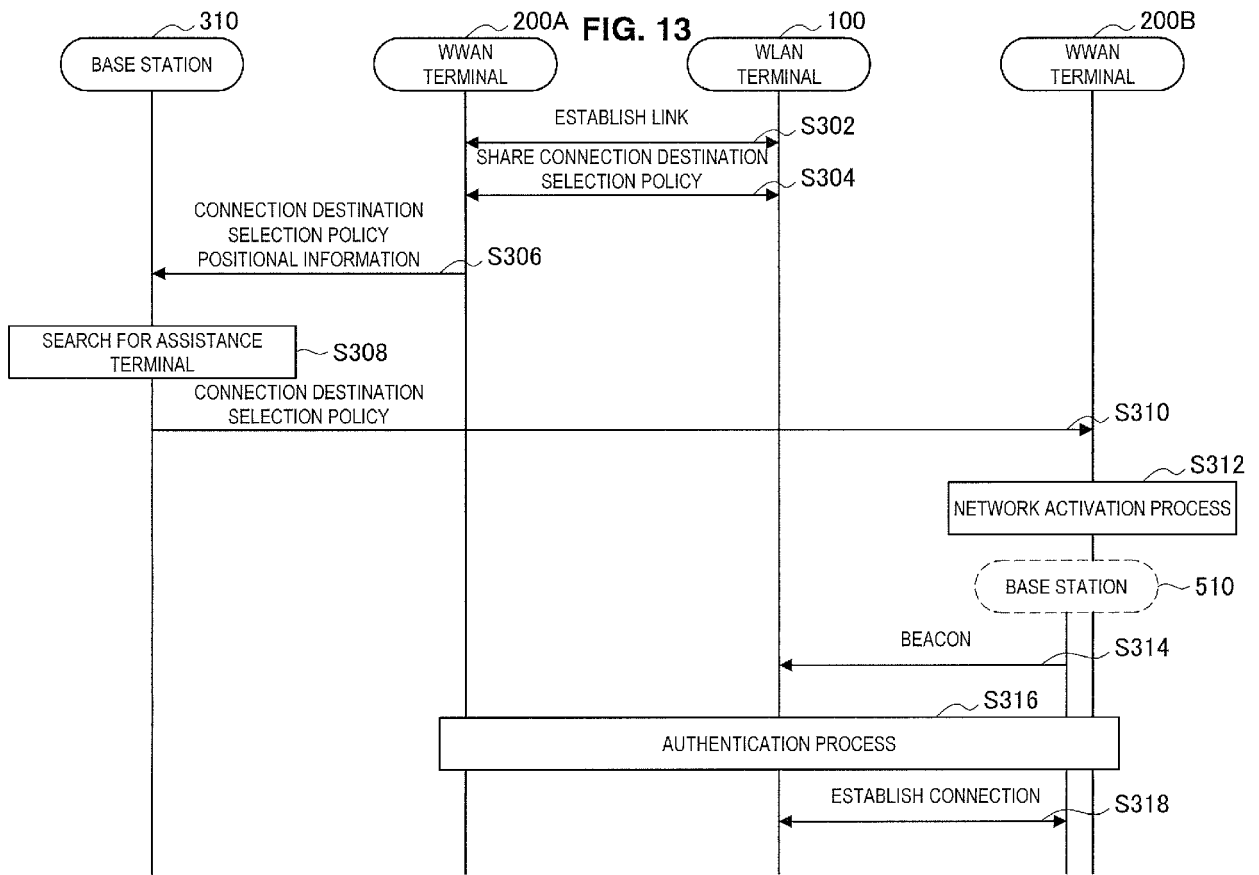 FIG. 13
310
200A
100
200B
BASE STATION
WWAN
TERMINAL
WLAN
TERMINAL
WWAN
TERMINAL
ESTABLISH LINK
S302
SHARE CONNECTION DESTINATION
SELECTION POLICY
S304
CONNECTION DESTINATION
SELECTION POLICY
POSITIONAL INFORMATION
S306
SEARCH FOR ASSISTANCE
TERMINAL
S308
CONNECTION DESTINATION
SELECTION POLICY
S310
S312
NETWORK ACTIVATION PROCESS
BASE STATION
510
BEACON
S314
S316
AUTHENTICATION PROCESS
ESTABLISH CONNECTION
S318